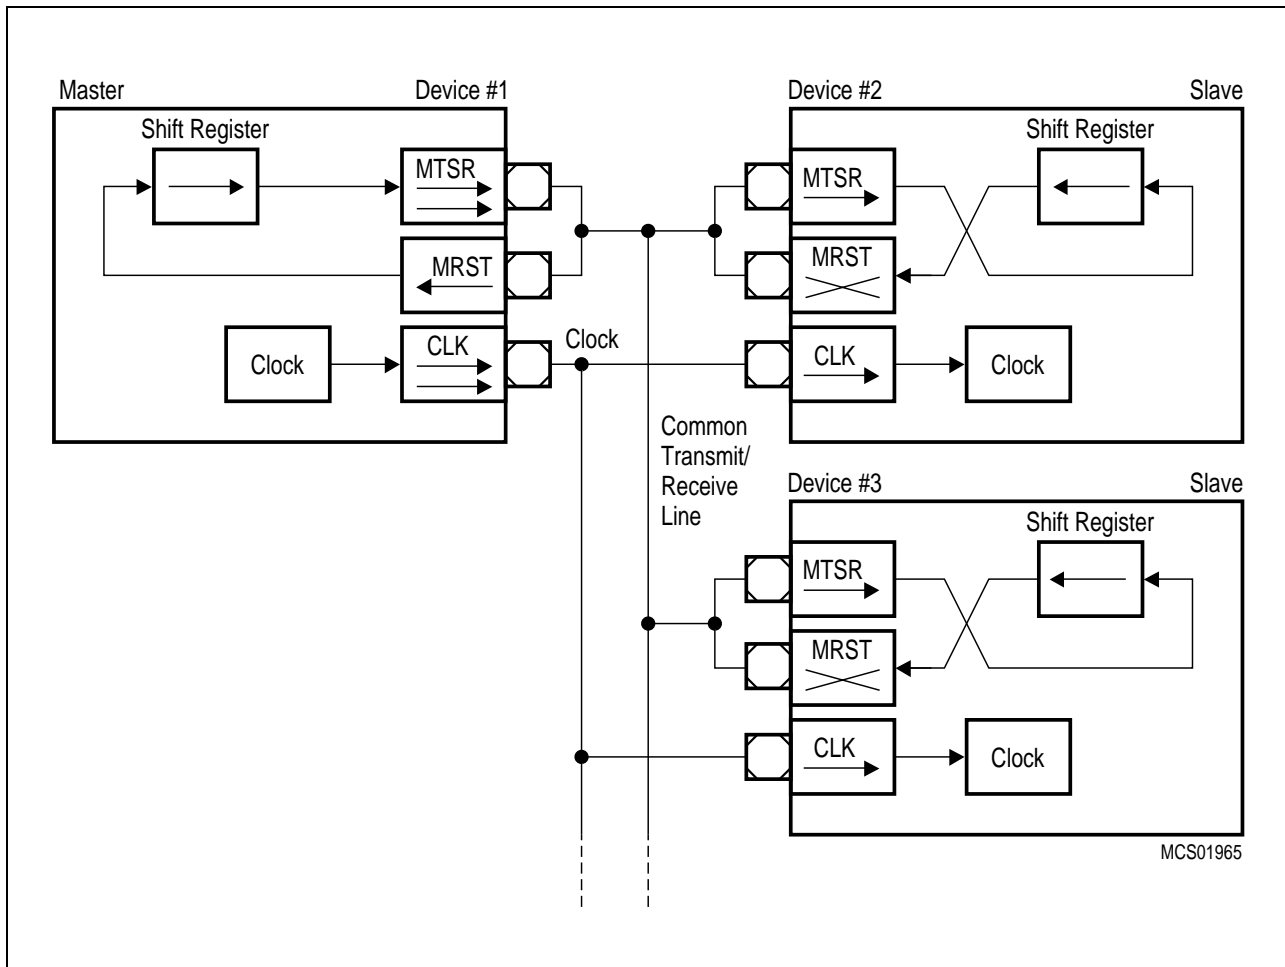 Master
Device #1
Shift Register
MTSR
MRST
Clock
CLK
Clock
Common
Transmit/
Receive
Line
Device #2
Slave
Shift Register
MTSR
MRST
CLK
Clock
Device #3
Slave
Shift Register
MTSR
MRST
CLK
Clock
MCS01965